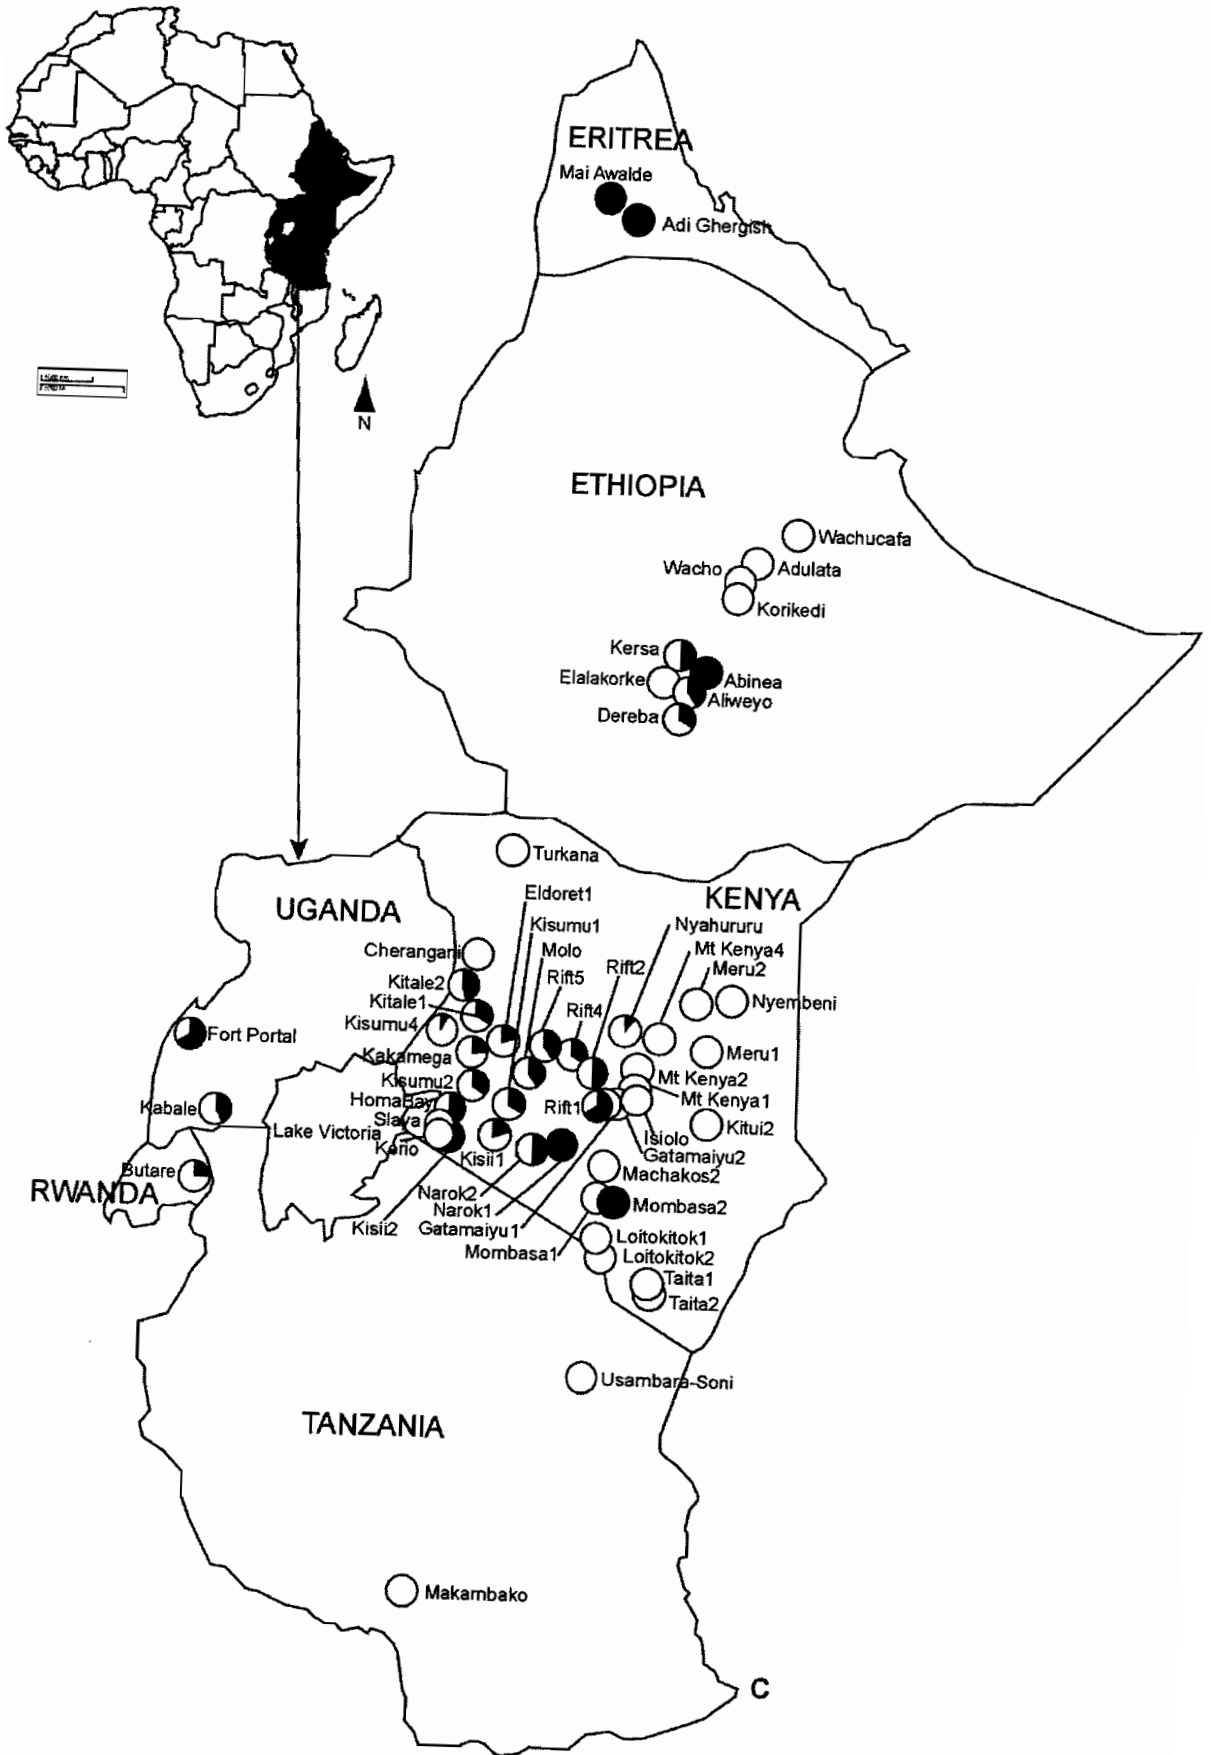 ERITREA
Mai Awalde
Adi Ghergish
N
ETHIOPIA
Wachucafa
Wacho
Adulata
Korikedi
Kersa
Elalakorke
Abinea
Aliweyo
Dereba
Turkana
UGANDA
KENYA
Eldoret1
Kisumu1
Molo
Rift5
Rift4
Rift2
Nyahururu
Mt Kenya4
Meru2
Nyembeni
Cherangani
Kitale2
Kitale1
Kisumu4
Kakamega
Kisumu2
HomaBay
Slaya
Kerio
Fort Portal
Kabale
Lake Victoria
Butare
RWANDA
Meru1
Mt Kenya2
Mt Kenya1
Rift1
Kitui2
Isiolo
Gatamaiyu2
Kisii1
Kisii2
Narok2
Narok1
Gatamaiyu1
Mombasa1
Machakos2
Mombasa2
Loitokitok1
Loitokitok2
Taita1
Taita2
Usambara-Soni
TANZANIA
Makambako
C